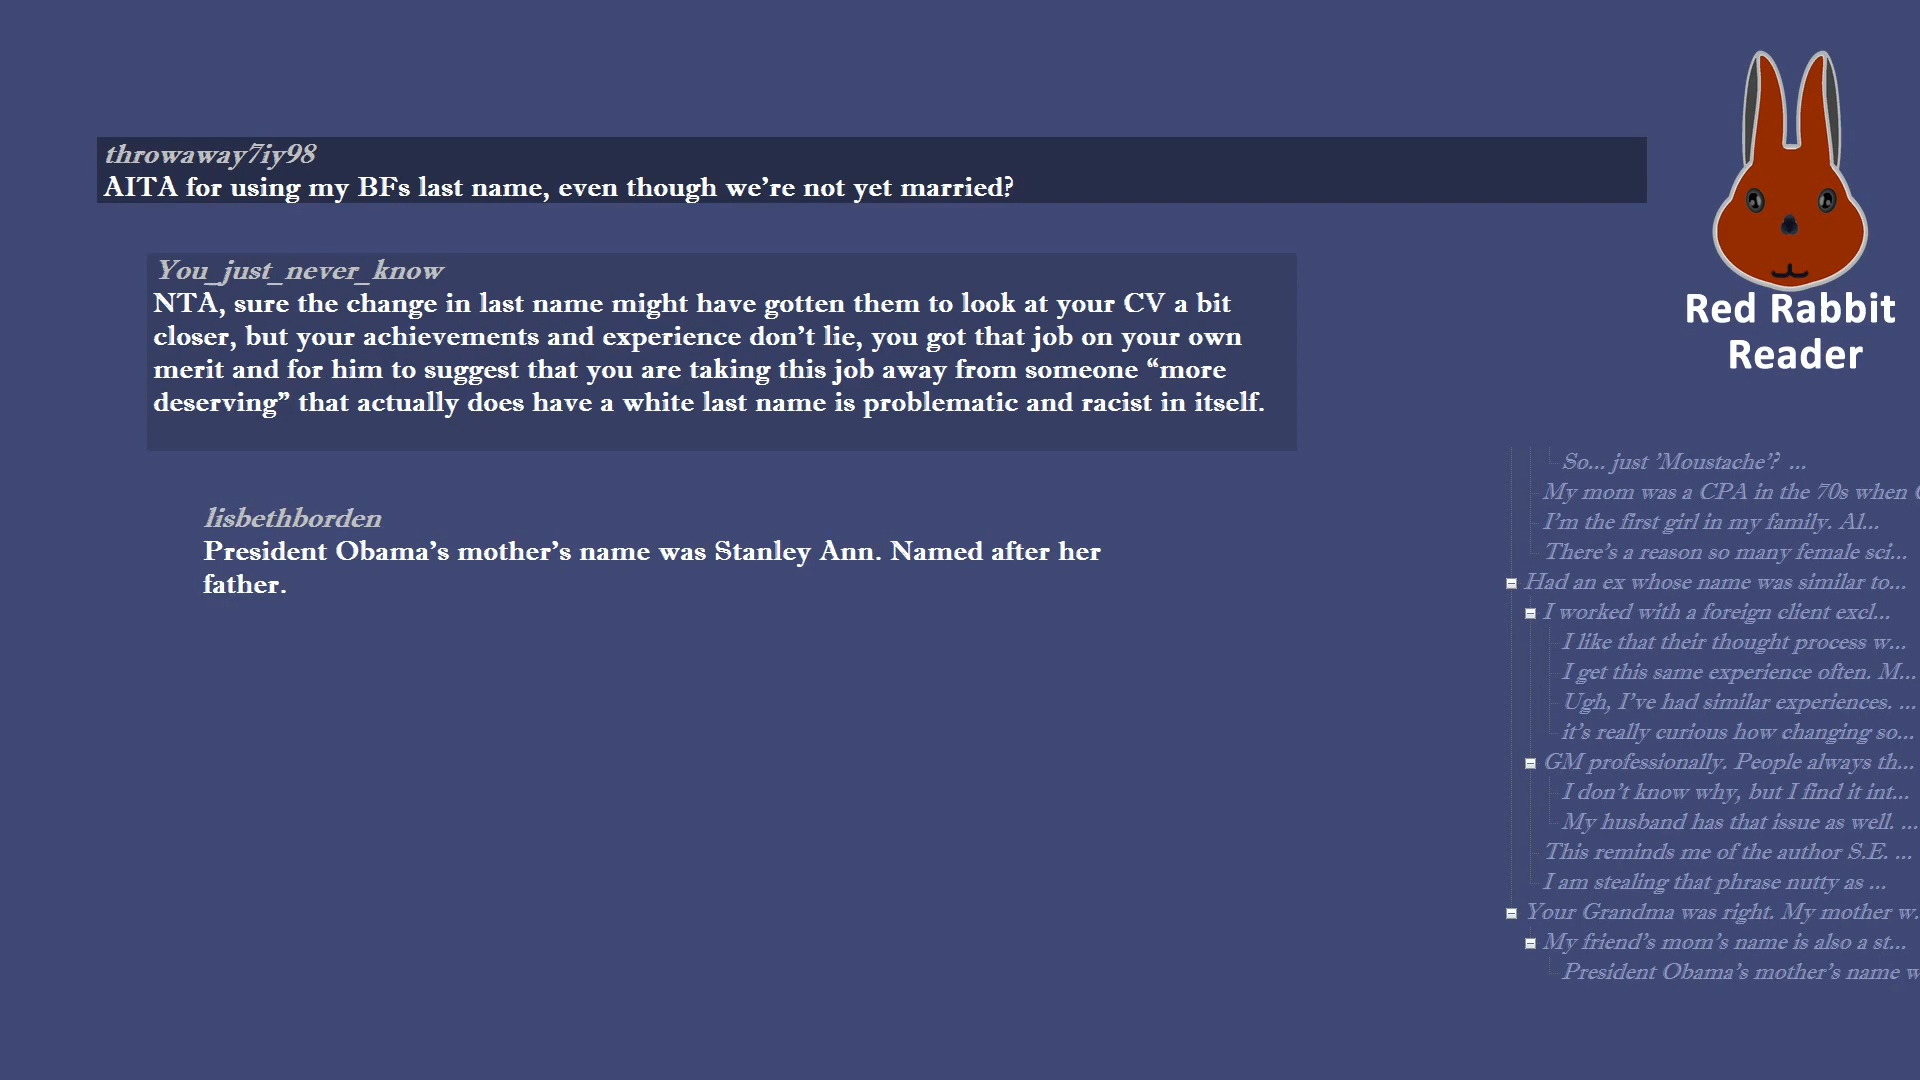 throwaway7iy98
AITA for using my BFs last name, even though we're not yet married?
You_just_never_know
NTA, sure the change in last name might have gotten them to look at your CV a bit
closer, but your achievements and experience don't lie, you got that job on your own
merit and for him to suggest that you are taking this job away from someone “more
deserving” that actually does have a white last name is problematic and racist in itself.
lisbethborden
President Obama's mother's name was Stanley Ann. Named after her
father.
Red Rabbit
Reader
So... just 'Moustache'? ...
My mom was a CPA in the 70s when
I'm the first girl in my family. Al...
There's a reason so many female sci...
Had an ex whose name was similar to...
I worked with a foreign client excl...
I like that their thought process w...
I get this same experience often. M...
Ugh, I've had similar experiences. ...
it's really curious how changing so...
GM professionally. People always th...
I don't know why, but I find it int...
My husband has that issue as well. ...
This reminds me of the author S.E. ...
I am stealing that phrase nutty as ...
Your Grandma was right. My mother w.
My friend's mom's name is also a st...
President Obama's mother's name w